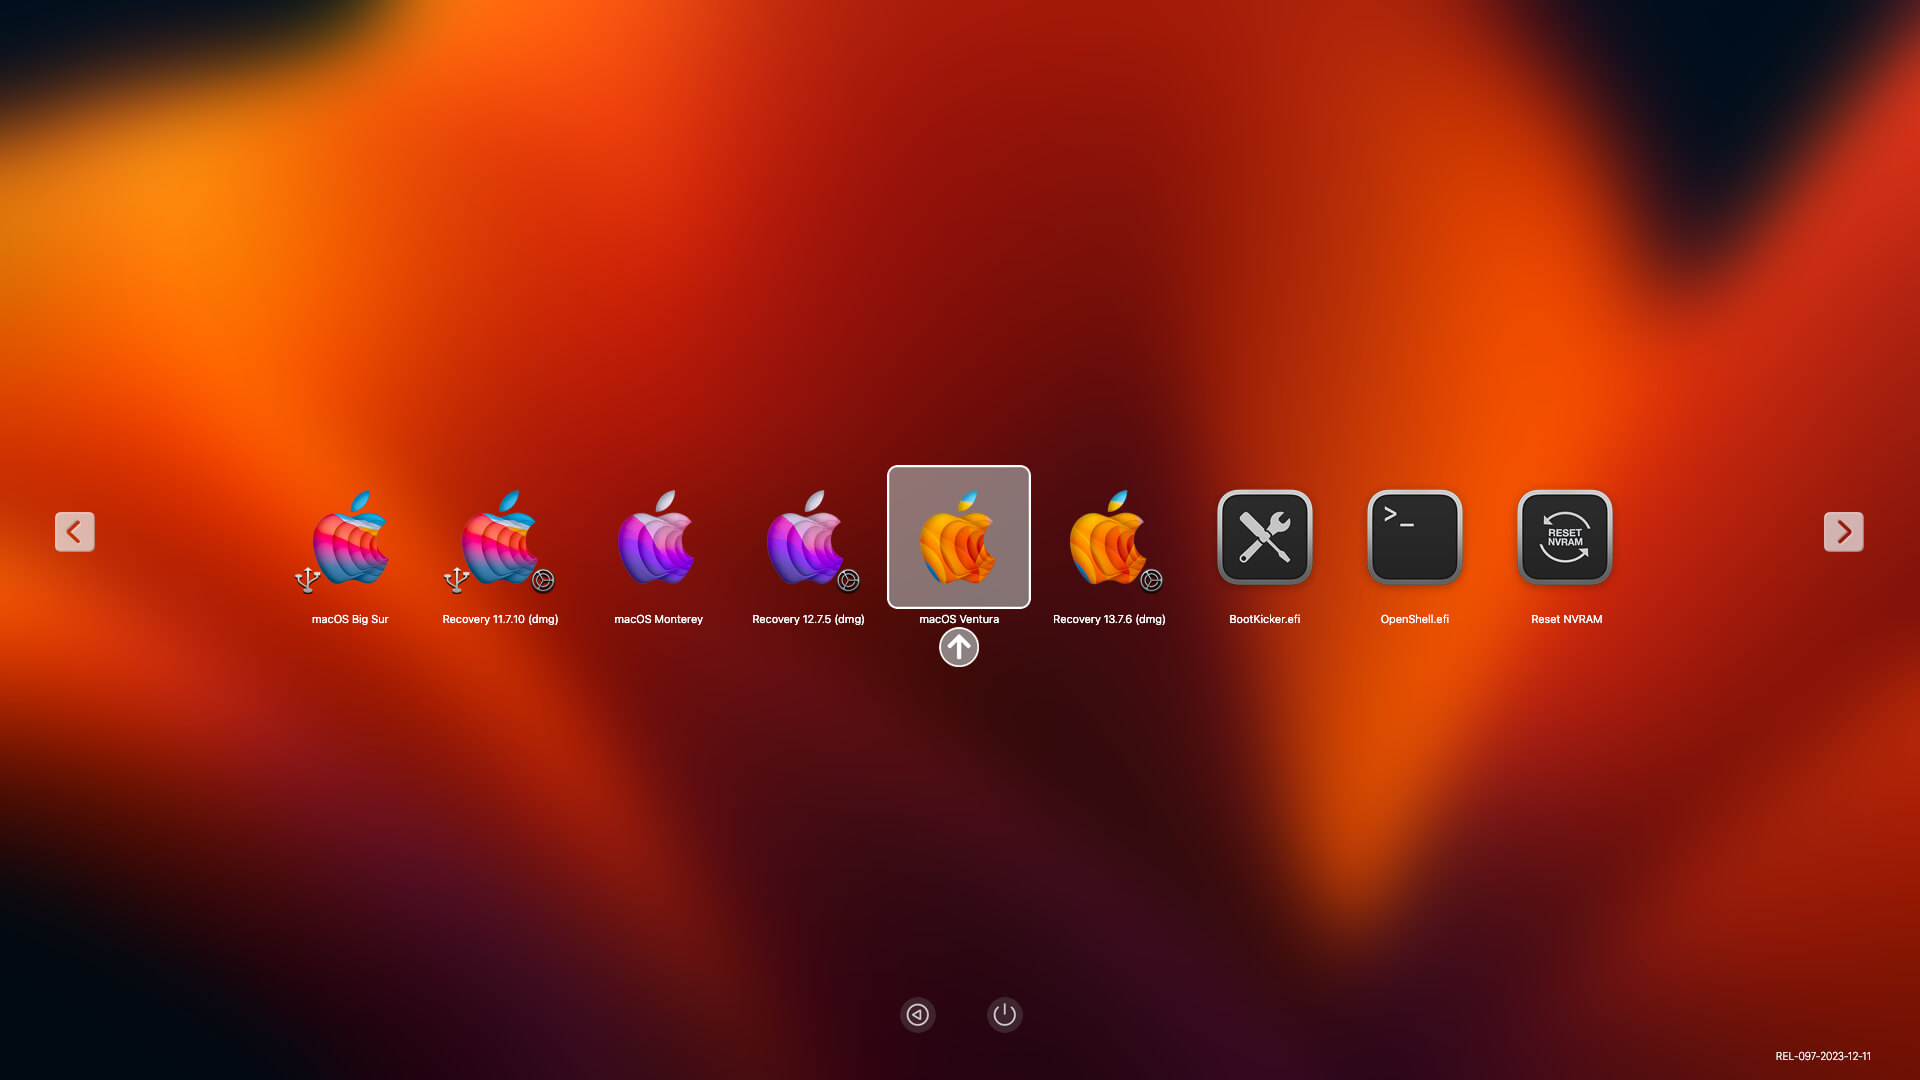 >_
RESET
NVRAM
macOS Big Sur
Recovery 11.7.10 (dmg)
macOS Monterey
Recovery 12.7.5 (dmg)
macOS Ventura
Recovery 13.7.6 (dmg)
BootKicker.efi
OpenShell.efi
Reset NVRAM
REL-097-2023-12-11